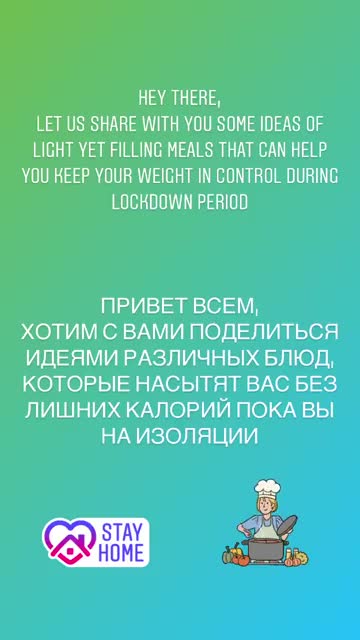 HEY THERE,
LET US SHARE WITH YOU SOME IDEAS OF
LIGHT YET FILLING MEALS THAT CAN HELP
YOU KEEP YOUR WEIGHT IN CONTROL DURING
LOCKDOWN PERIOD
ПРИВЕТ ВСЕМ,
ХОТИМ С ВАМИ ПОДЕЛИТЬСЯ
ИДЕЯМИ РАЗЛИЧНЫХ БЛЮД,
КОТОРЫЕ НАСЫТЯТ ВАС БЕЗ
ЛИШНИХ КАЛОРИЙ ПОКА ВЫ
НА ИЗОЛЯЦИИ
STAY
HOME